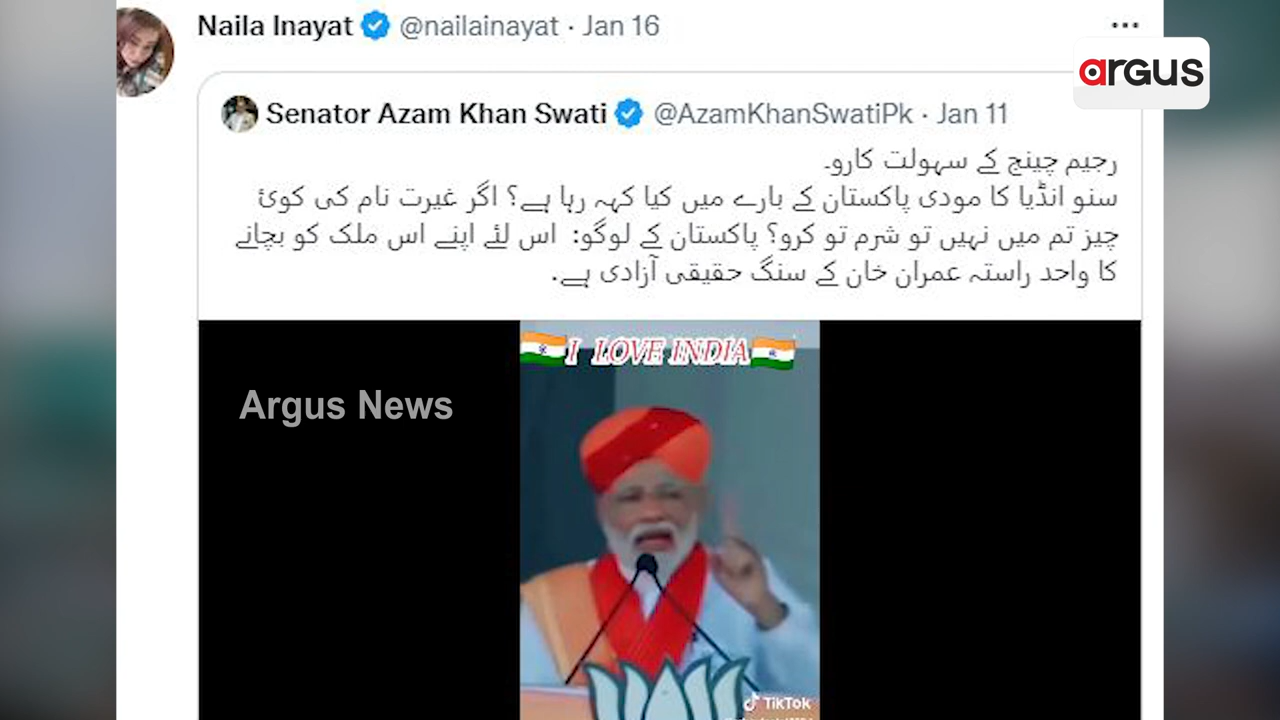 Naila Inayat @nailainayat · Jan 16
argus
Senator Azam Khan Swati @AzamKhanSwatiPk · Jan 11
رجیم چینج کے سہولت کارو۔
سنو انڈیا کا مودی پاکستان کے بارے میں کیا کہہ رہا ہے؟ اگر غیرت نام کی کوئ
چیز تم میں نہیں تو شرم تو کرو؟ پاکستان کے لوگو: اس لئے اپنے اس ملک کو بچانے
کا واحد راستہ عمران خان کے سنگ حقیقی آزادی ہے.
I LOVE INDIA
Argus News
TikTok